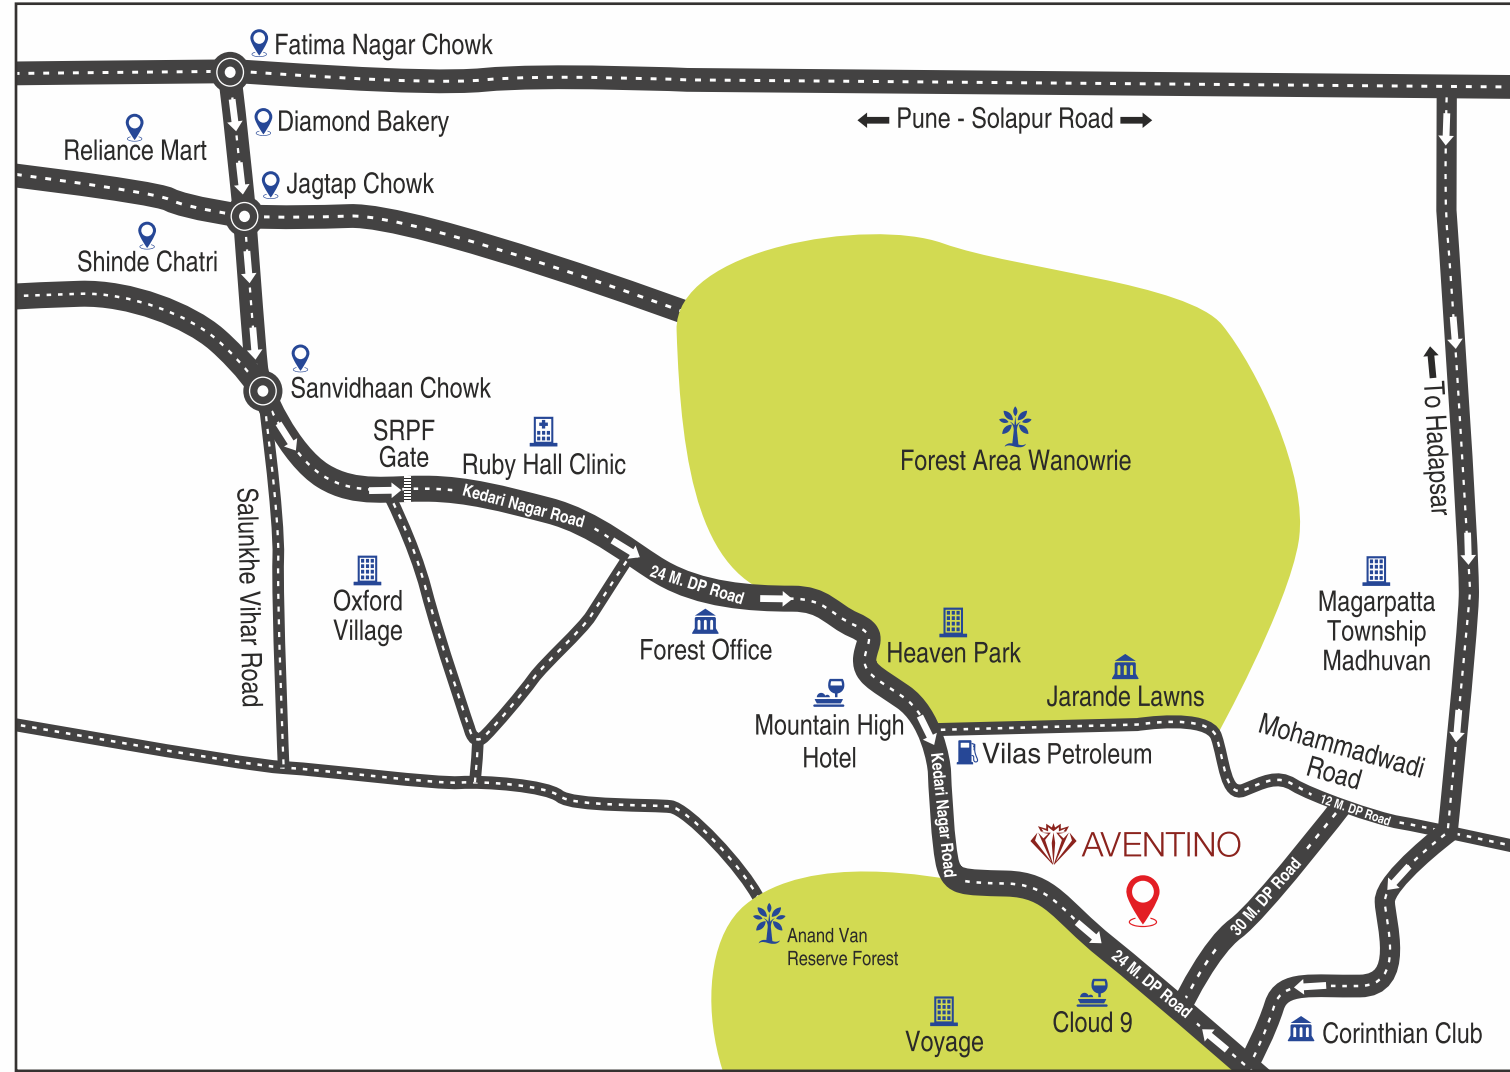 Fatima Nagar Chowk
Diamond Bakery
Pune - Solapur Road
Reliance Mart
Jagtap Chowk
Shinde Chatri
Sanvidhaan Chowk
To Hadapsar
SRPF
Gate
Ruby Hall Clinic
Forest Area Wanowrie
Kedari Nagar Road
Salunkhe Vihar Road
Oxford
Village
24 M. DP Road
Forest Office
Heaven Park
Magarpatta
Township
Madhuvan
Jarande Lawns
Mountain High
Hotel
Vilas Petroleum
Mohammadwadi
Road
12 M. DP Road
Kedari Nagar Road
AVENTINO
30 M. DP Road
Anand Van
Reserve Forest
24 M. DP Road
Cloud 9
Voyage
Corinthian Club